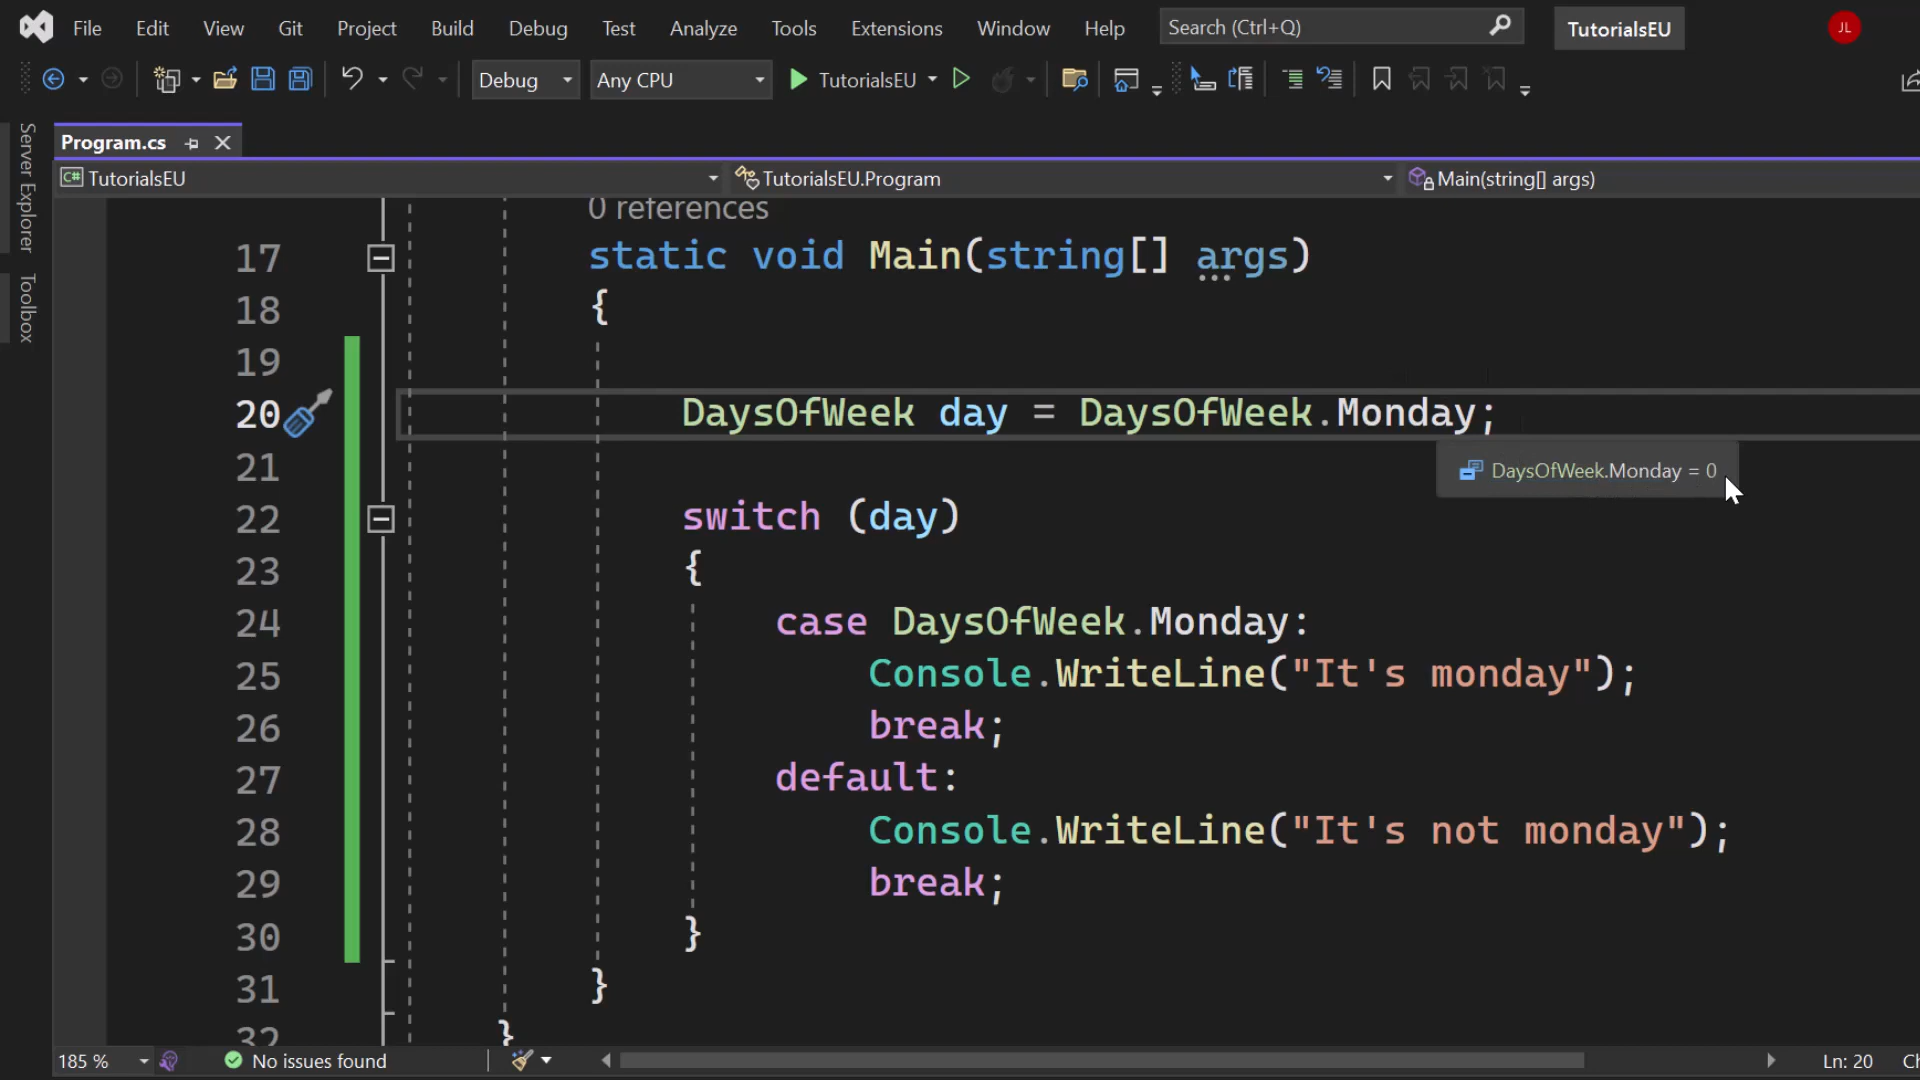 File Edit View Git Project Build Debug Test Analyze Tools Extensions Window Help Search (Ctrl+Q) TutorialsEU JL
Debug Any CPU TutorialsEU
Server Explorer
Toolbox
Program.cs
C# TutorialsEU TutorialsEU.Program Main(string[] args)
0 references
17 static void Main(string[] args)
18 {
19
20 DaysOfWeek day = DaysOfWeek.Monday;
21
DaysOfWeek.Monday = 0
22 switch (day)
23 {
24 case DaysOfWeek.Monday:
25 Console.WriteLine("It's monday");
26 break;
27 default:
28 Console.WriteLine("It's not monday");
29 break;
30 }
31 }
32 }
185 % No issues found Ln: 20